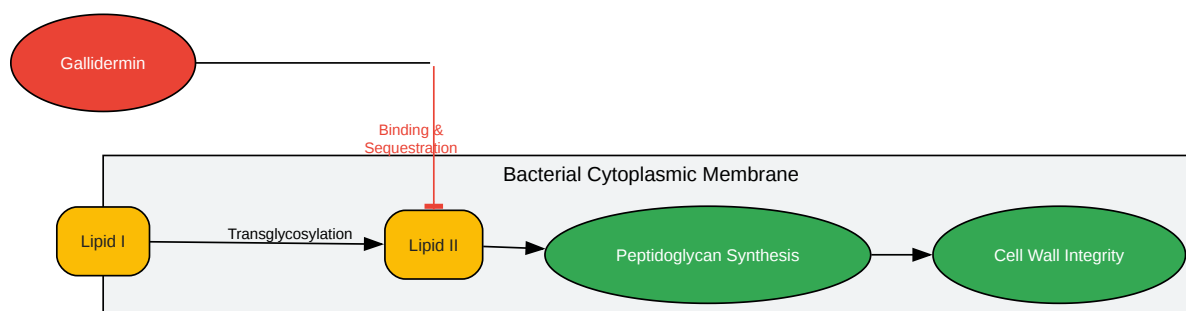 Gallidermin
Binding &
Sequestration
Bacterial Cytoplasmic Membrane
Lipid I
Transglycosylation
Lipid II
Peptidoglycan Synthesis
Cell Wall Integrity